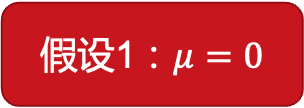 假设1：𝝁 = 𝟎